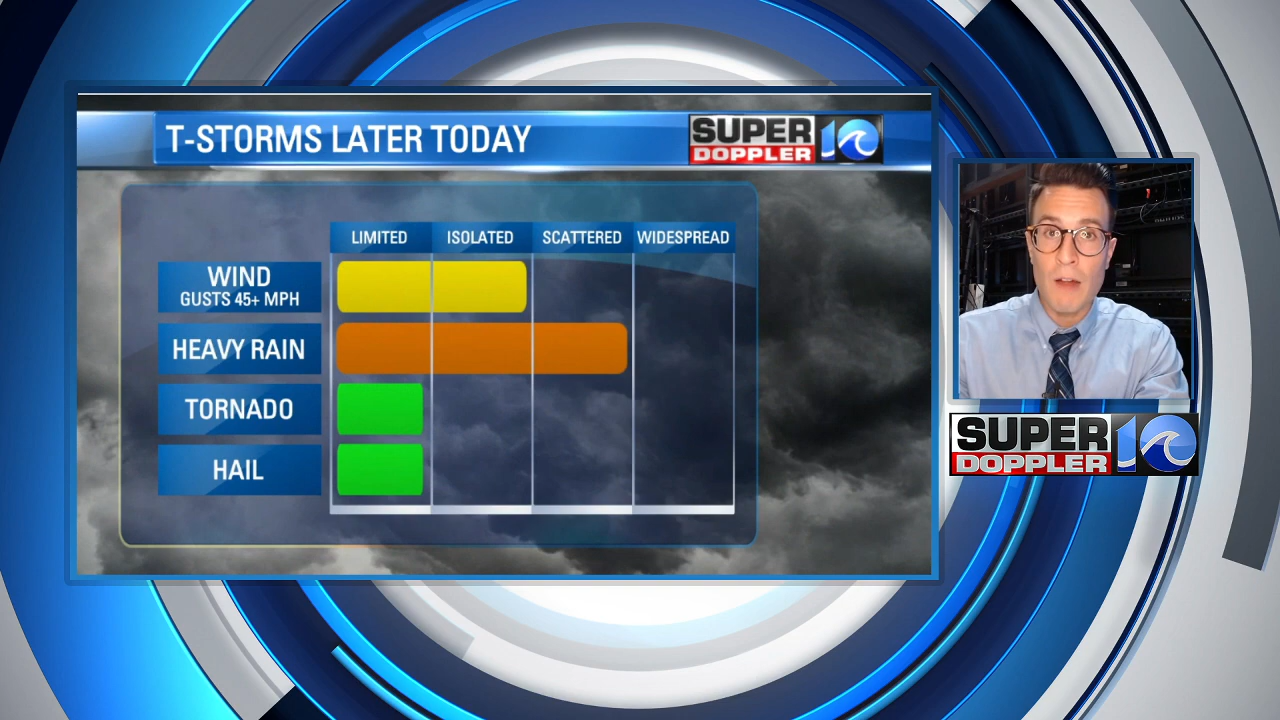 T-STORMS LATER TODAY
SUPER
DOPPLER 10
LIMITED ISOLATED SCATTERED WIDESPREAD
WIND
GUSTS 45+ MPH
HEAVY RAIN
TORNADO
HAIL
SUPER
DOPPLER 10